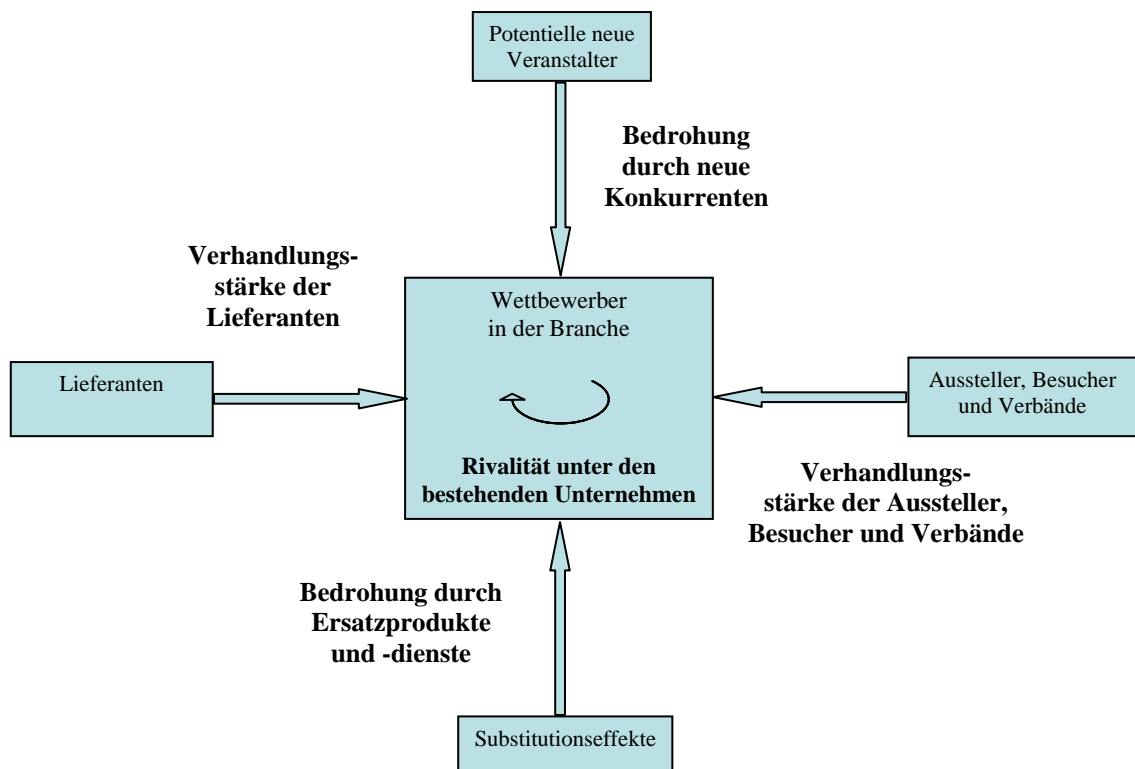 Potentielle neue
Veranstalter
Bedrohung
durch neue
Konkurrenten
Verhandlungs-
stärke der
Lieferanten
Wettbewerber
in der Branche
Lieferanten
Aussteller, Besucher
und Verbände
Rivalität unter den
bestehenden Unternehmen
Verhandlungs-
stärke der Aussteller,
Besucher und Verbände
Bedrohung durch
Ersatzprodukte
und -dienste
Substitutionseffekte